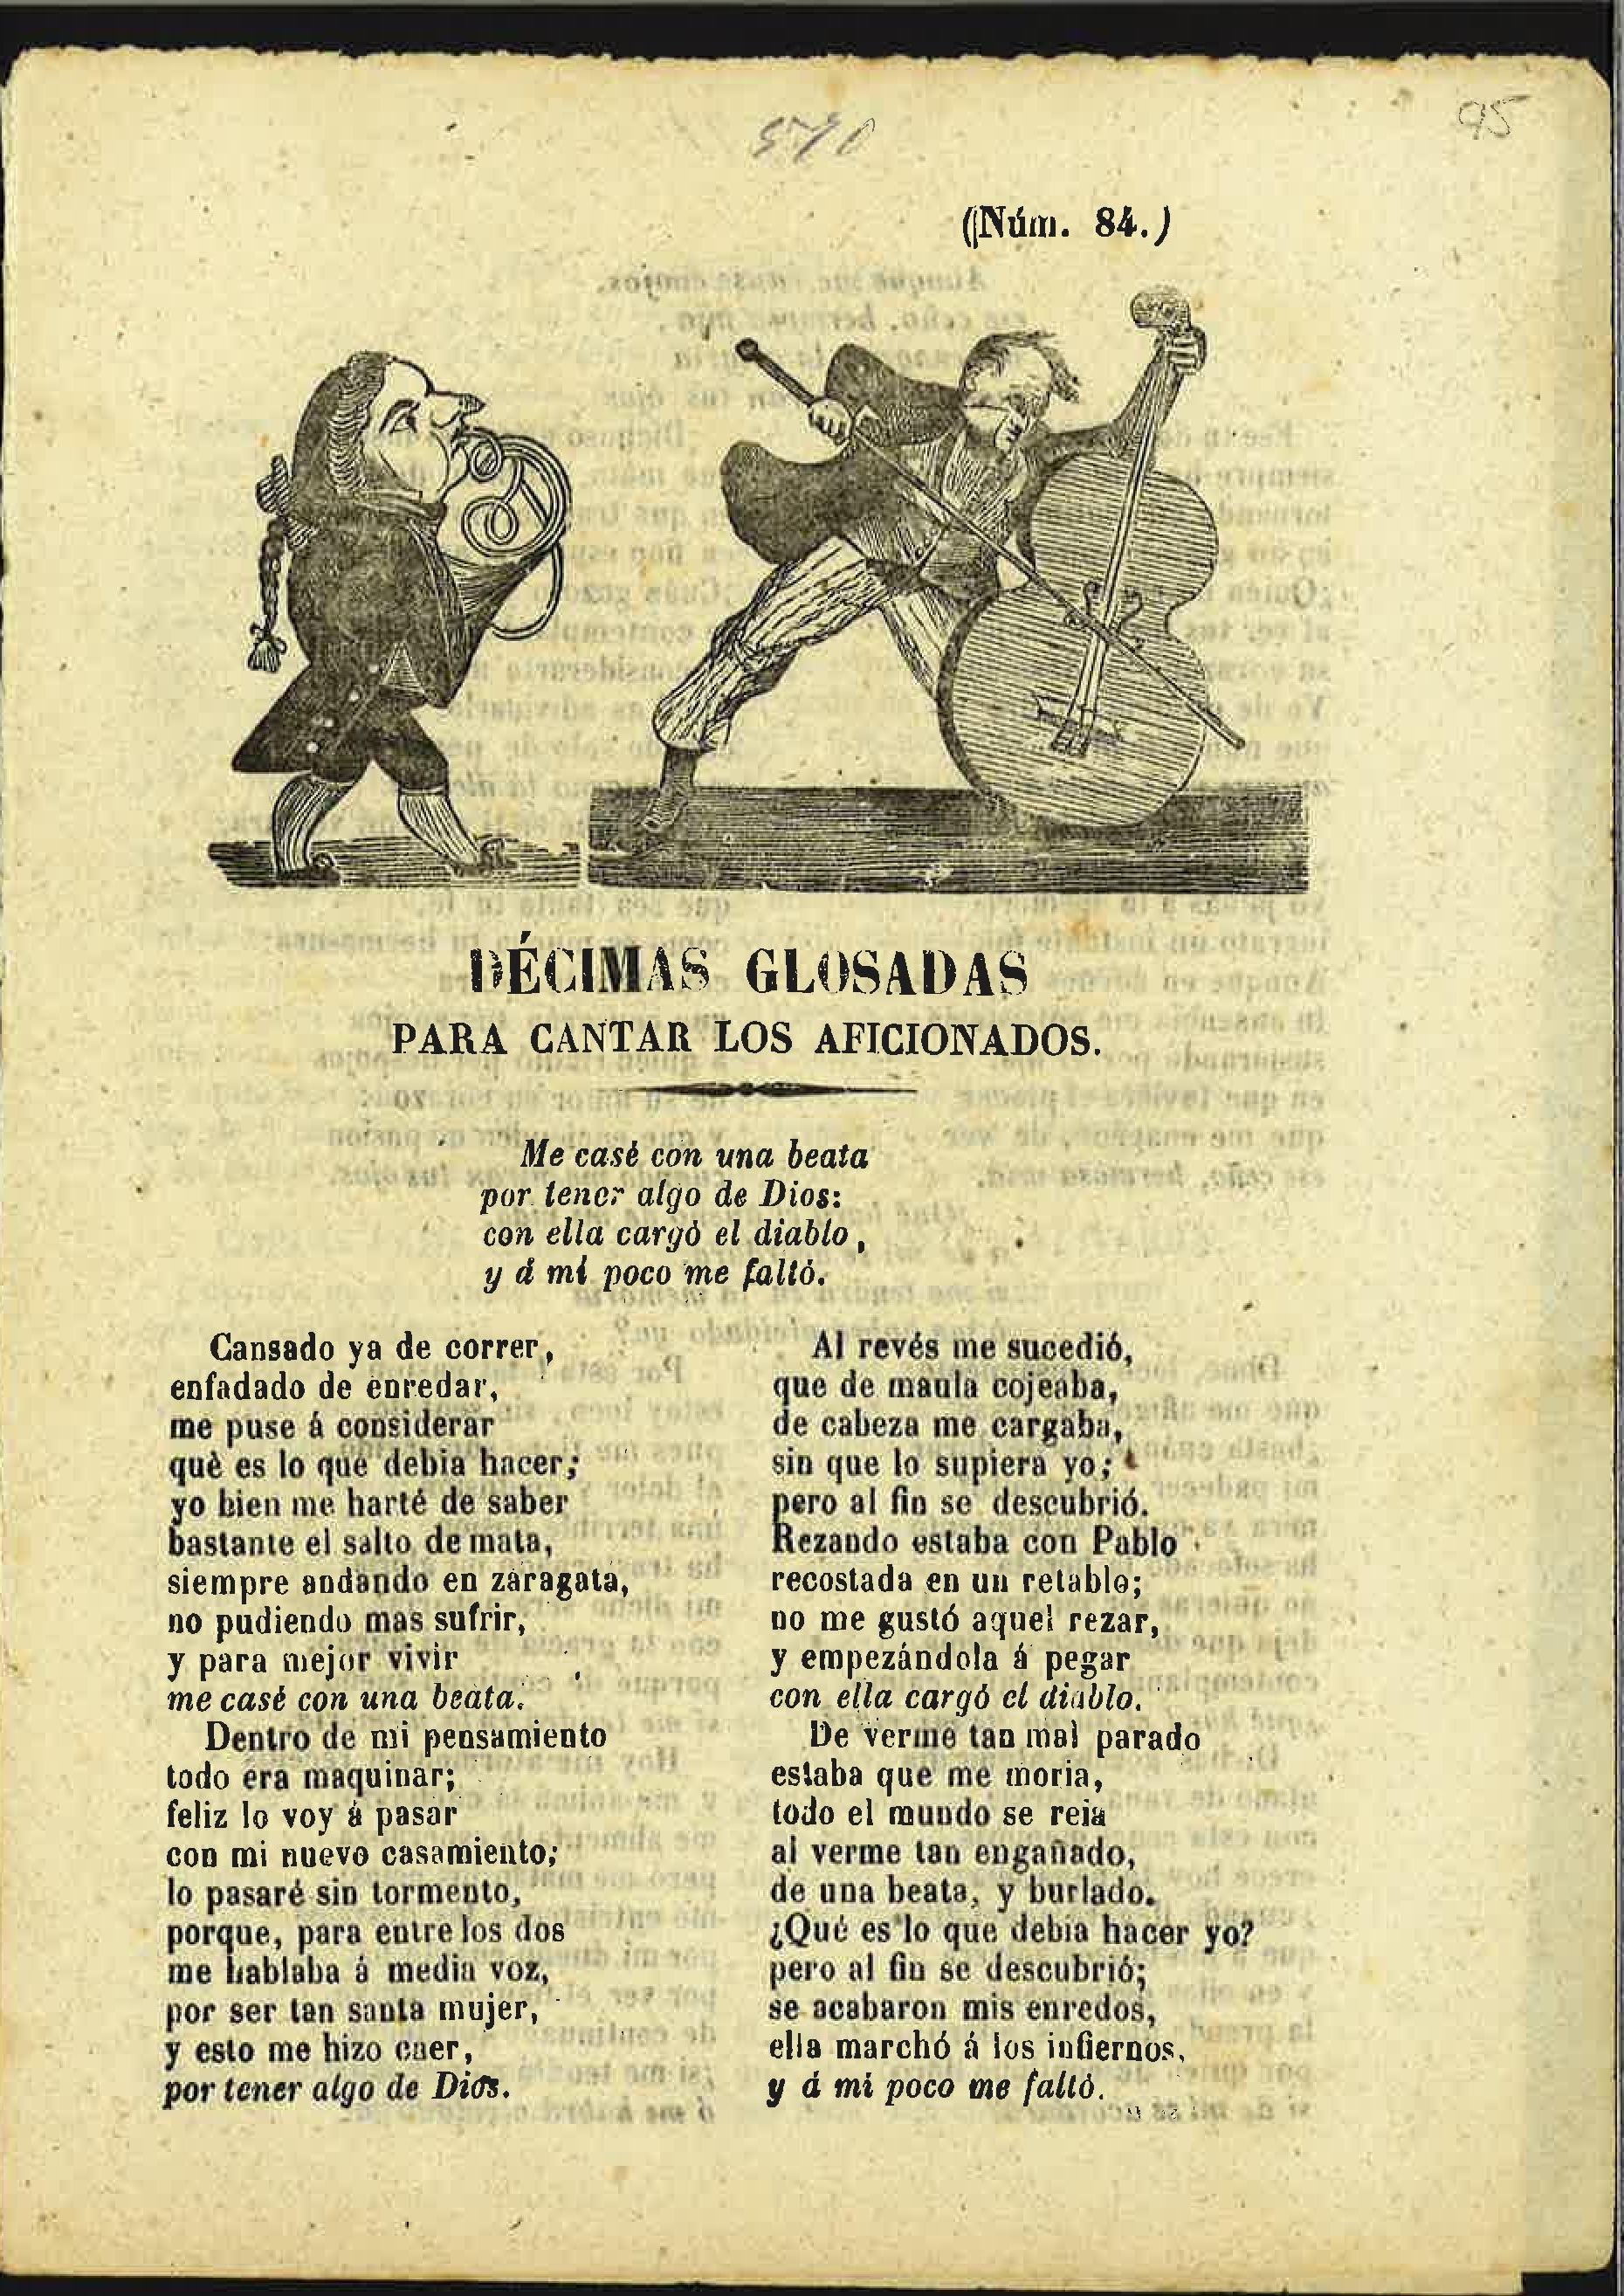 95
(Núm. 84.)
DÉCIMAS GLOSADAS
PARA CANTAR LOS AFICIONADOS.
Me casé con una beata
por tener algo de Dios:
con ella cargó el diablo,
y á mí poco me faltó.
Cansado ya de correr,
enfadado de enredar,
me puse á considerar
què es lo que debia hacer;
yo bien me harté de saber
bastante el salto de mata,
siempre andando en zaragata,
no pudiendo mas sufrir,
y para mejor vivir
me casé con una beata.
Dentro de mi pensamiento
todo era maquinar;
feliz lo voy á pasar
con mi nuevo casamiento;
lo pasaré sin tormento,
porque, para entre los dos
me hablaba á media voz,
por ser tan santa mujer,
y esto me hizo caer,
por tener algo de Dios.
Al revés me sucedió,
que de maula cojeaba,
de cabeza me cargaba,
sin que lo supiera yo;
pero al fin se descubrió.
Rezando estaba con Pablo
recostada en un retablo;
no me gustó aquel rezar,
y empezándola á pegar
con ella cargó el diablo.
De verme tan mal parado
estaba que me moria,
todo el mundo se reia
al verme tan engañado,
de una beata, y burlado.
¿Qué es lo que debia hacer yo?
pero al fin se descubrió;
se acabaron mis enredos,
ella marchó á los infiernos,
y á mí poco me faltó.